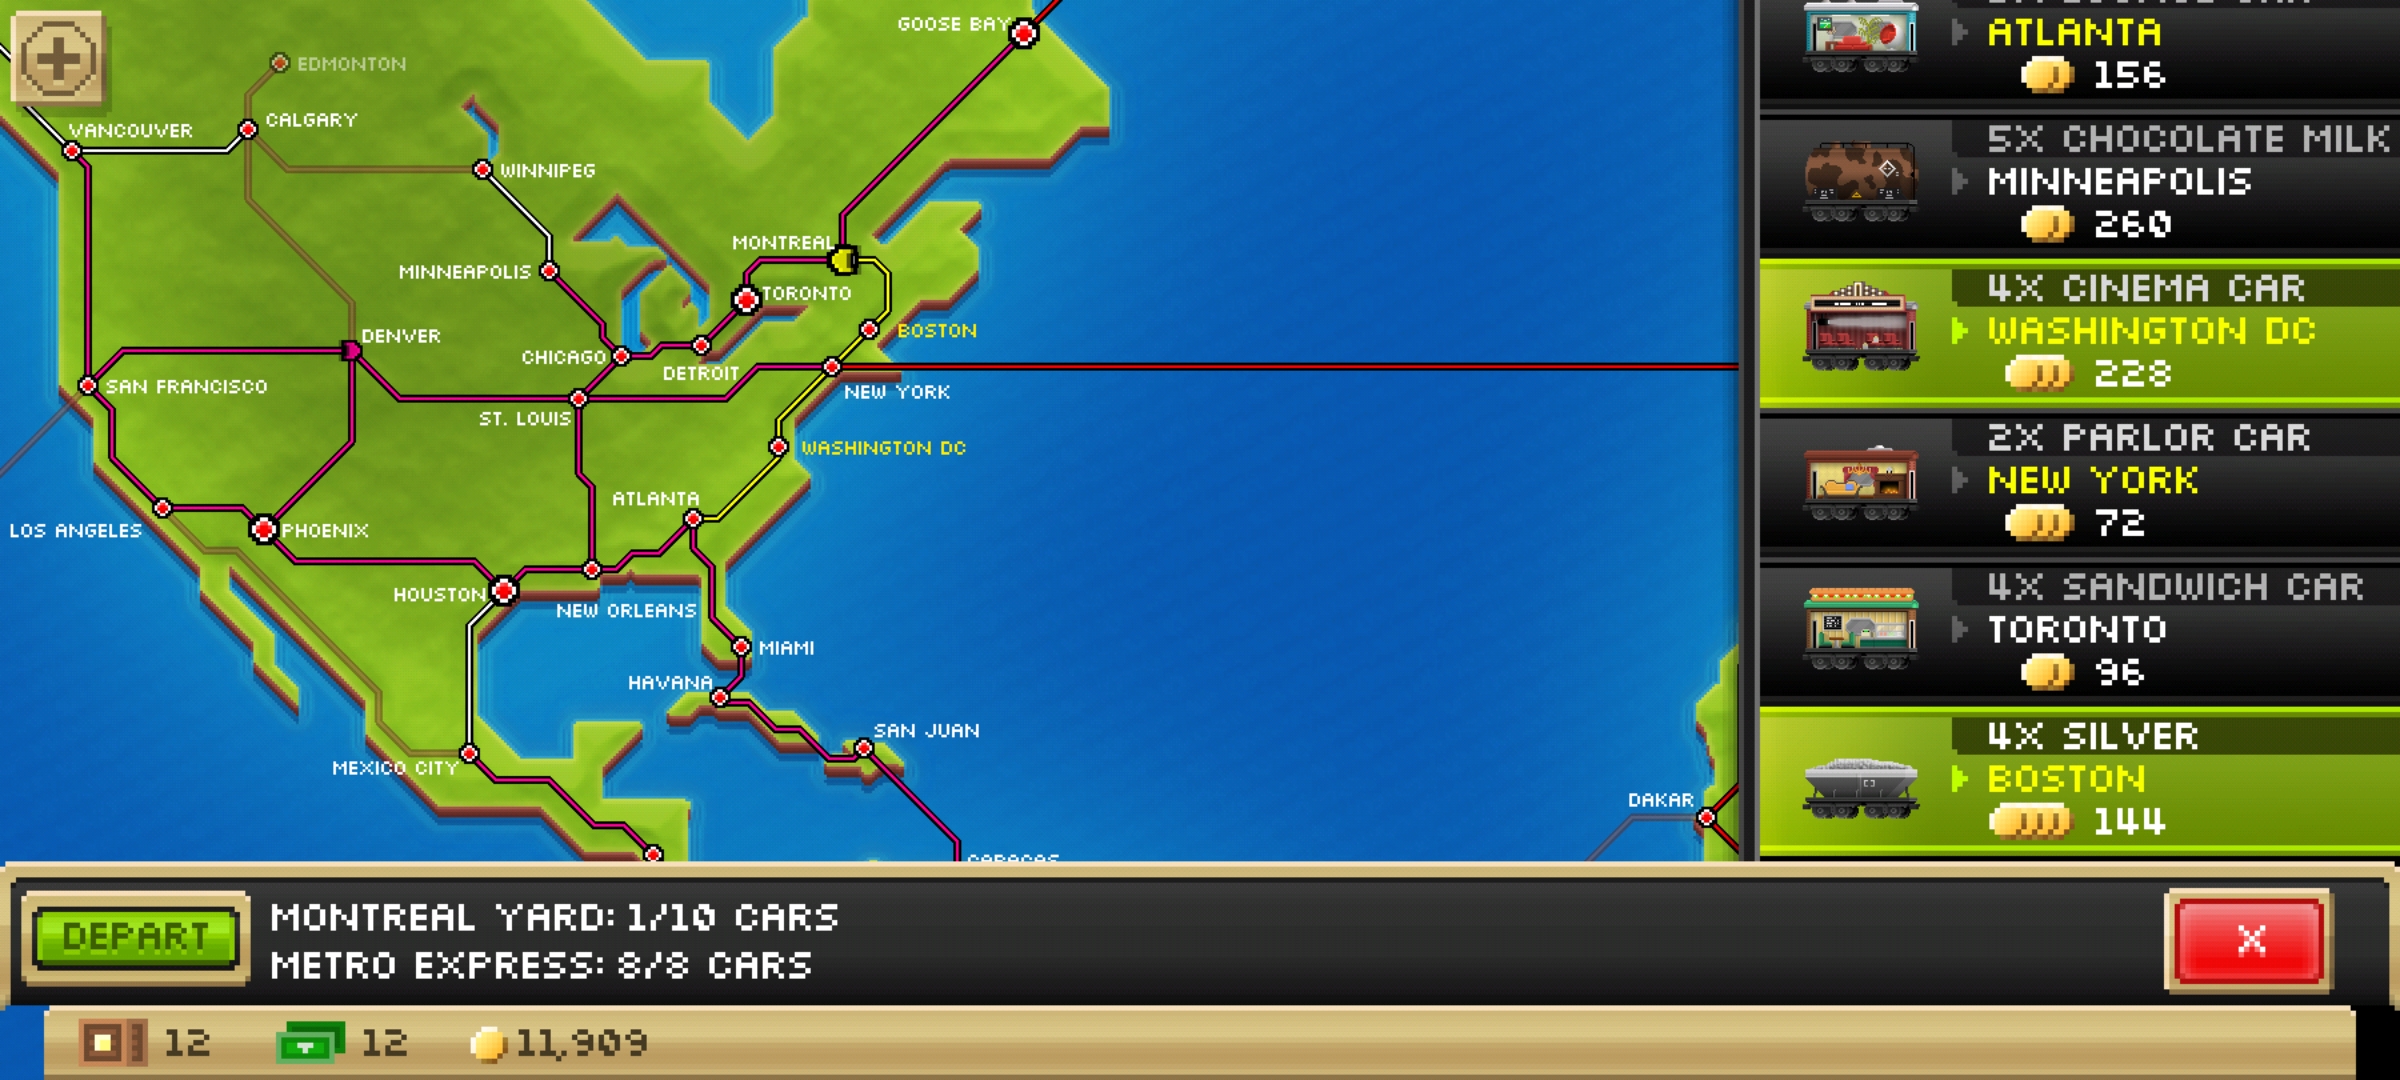 GOOSE BAY
EDMONTON
CALGARY
VANCOUVER
WINNIPEG
MONTREAL
MINNEAPOLIS
TORONTO
BOSTON
DENVER
CHICAGO
DETROIT
SAN FRANCISCO
NEW YORK
ST. LOUIS
WASHINGTON DC
ATLANTA
LOS ANGELES
PHOENIX
HOUSTON
NEW ORLEANS
MIAMI
HAVANA
SAN JUAN
MEXICO CITY
DAKAR
CARACAS
ATLANTA
156
5X CHOCOLATE MILK
MINNEAPOLIS
260
4X CINEMA CAR
WASHINGTON DC
228
2X PARLOR CAR
NEW YORK
72
4X SANDWICH CAR
TORONTO
96
4X SILVER
BOSTON
144
DEPART
MONTREAL YARD: 1/10 CARS
METRO EXPRESS: 8/8 CARS
X
12
12
11,909